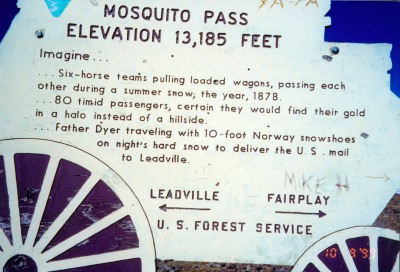 MOSQUITO PASS
ELEVATION 13,185 FEET
Imagine...
...Six-horse teams pulling loaded wagons, passing each
other during a summer snow; the year, 1878.
...80 timid passengers, certain they would find their gold
in a halo instead of a hillside.
...Father Dyer traveling with 10-foot Norway snowshoes
on night's hard snow to deliver the U.S. mail
to Leadville.
MIKE H
LEADVILLE FAIRPLAY
U.S. FOREST SERVICE